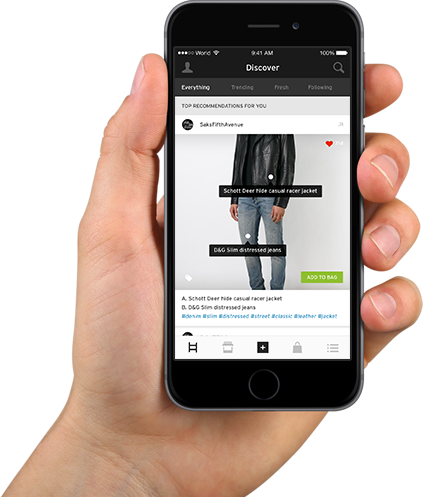 World 9:41 AM 100%
Discover
Everything Trending Fresh Following
TOP RECOMMENDATIONS FOR YOU
SaksFifthAvenue
Schott Deer hide casual racer jacket
D&G Slim distressed jeans
ADD TO BAG
A. Schott Deer hide casual racer jacket
B. D&G Slim distressed jeans
#denim #slim #distressed #street #classic #leather #jacket